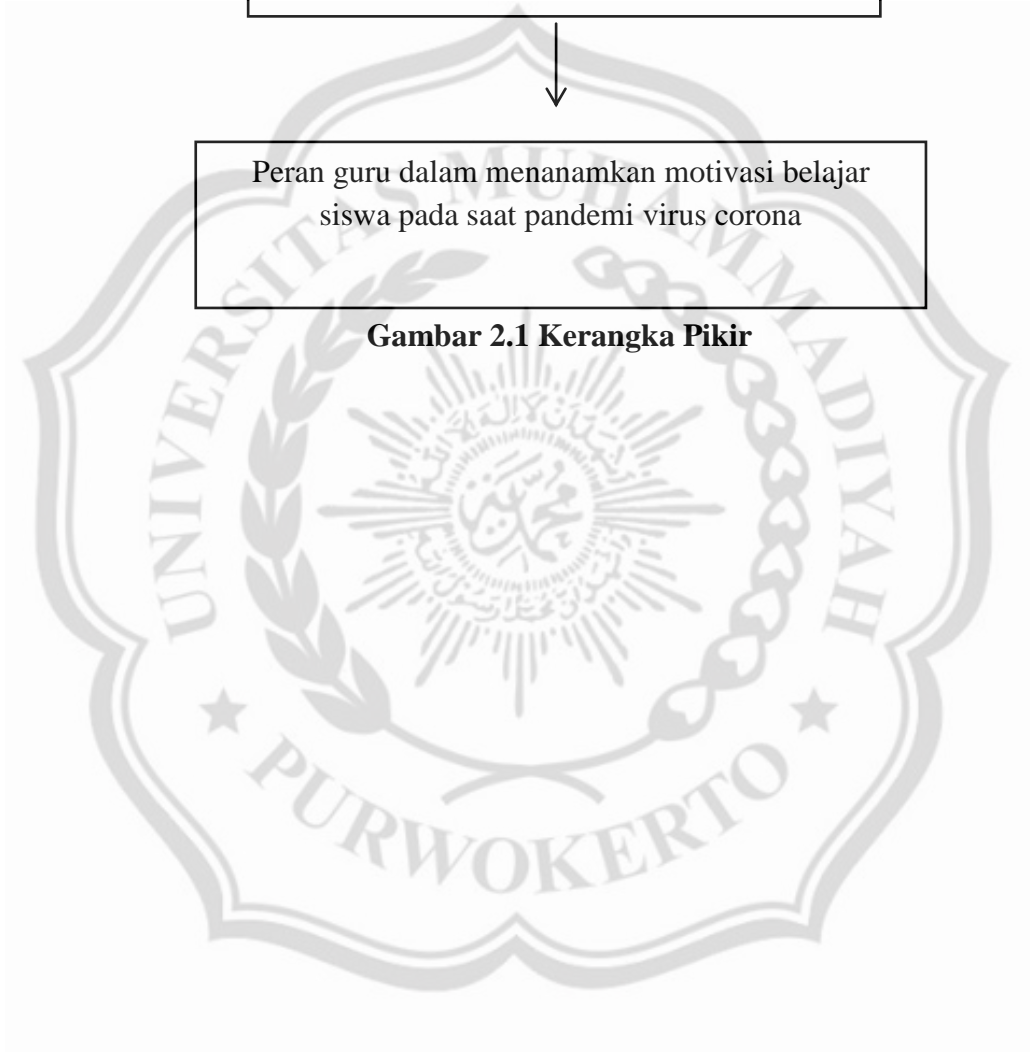 Peran guru dalam menanamkan motivasi belajar
siswa pada saat pandemi virus corona
Gambar 2.1 Kerangka Pikir
UNIVERSITAS MUHAMMADIYAH
PURWOKERTO